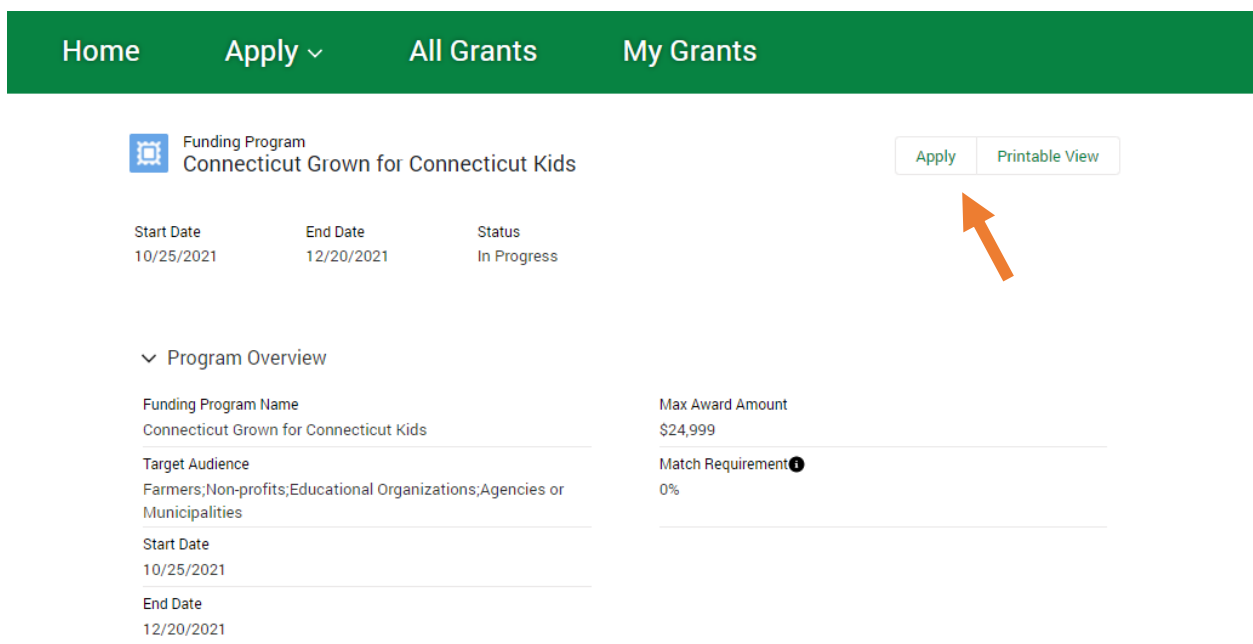 Home Apply All Grants My Grants
Funding Program
Connecticut Grown for Connecticut Kids
Apply Printable View
Start Date End Date Status
10/25/2021 12/20/2021 In Progress
Program Overview
Funding Program Name
Connecticut Grown for Connecticut Kids
Max Award Amount
$24,999
Target Audience
Farmers;Non-profits;Educational Organizations;Agencies or
Municipalities
Match Requirement
0%
Start Date
10/25/2021
End Date
12/20/2021